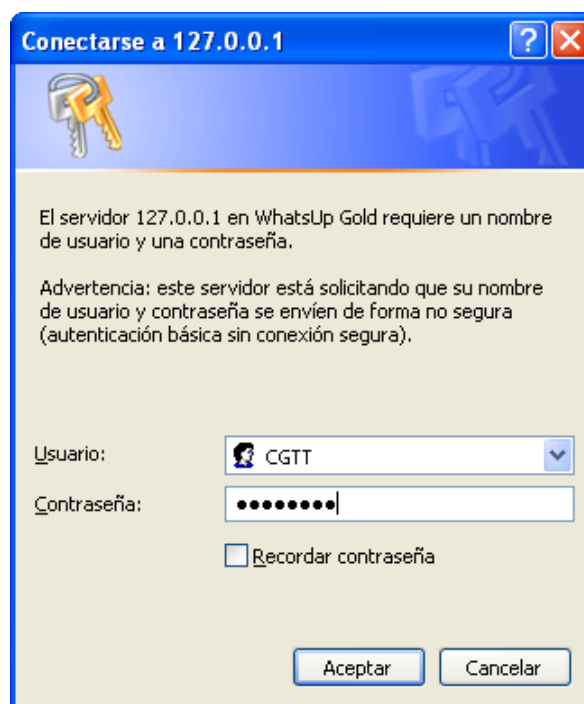 Conectarse a 127.0.0.1
El servidor 127.0.0.1 en WhatsUp Gold requiere un nombre
de usuario y una contraseña.
Advertencia: este servidor está solicitando que su nombre
de usuario y contraseña se envíen de forma no segura
(autenticación básica sin conexión segura).
Usuario: CGTT
Contraseña: ●●●●●●●●
Recordar contraseña
Aceptar Cancelar